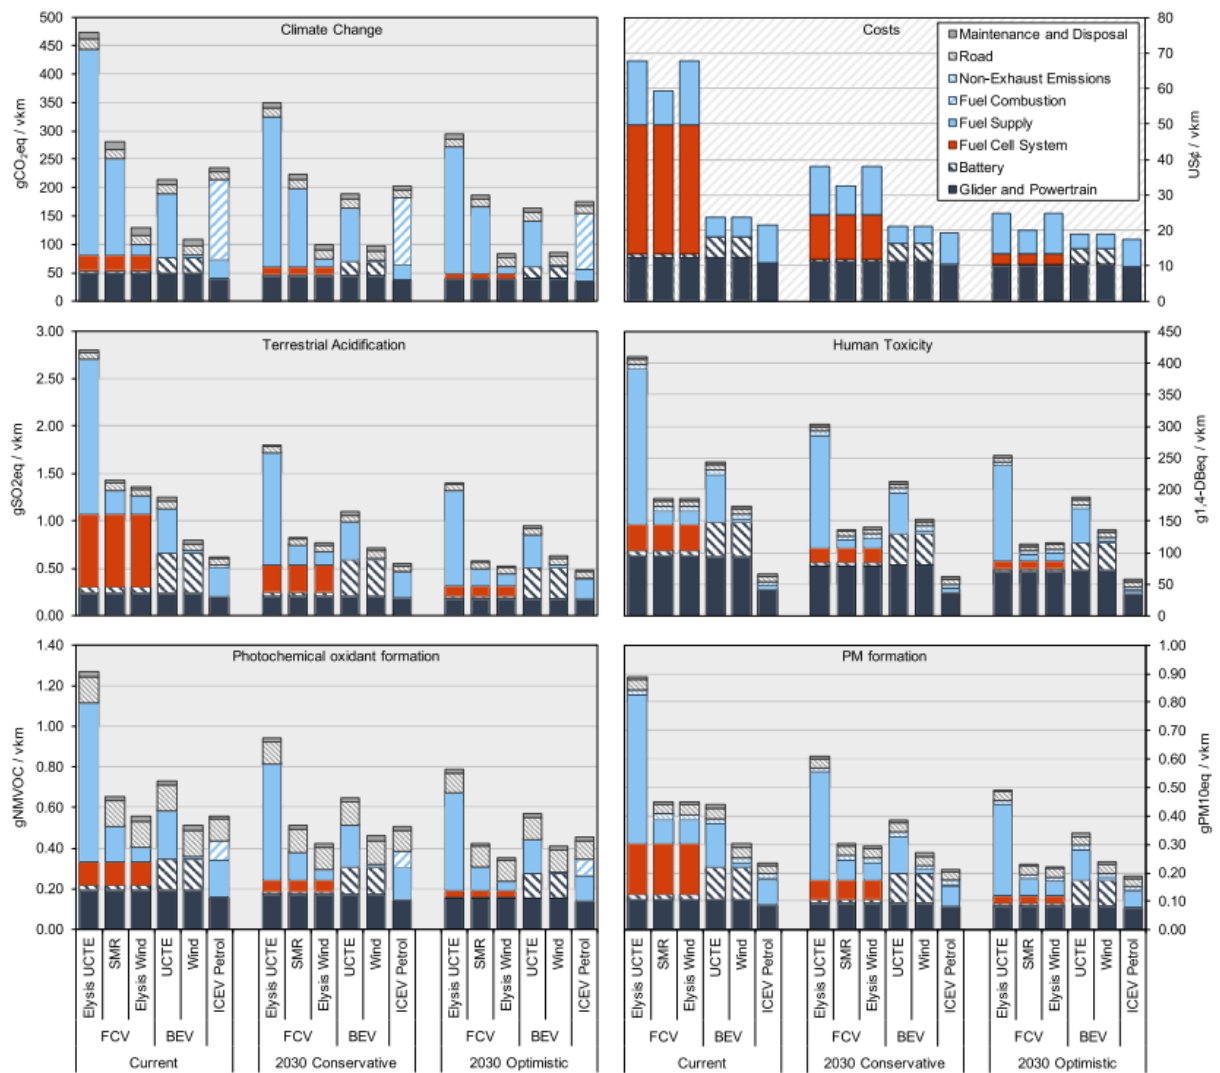 Climate Change
500
450
400
350
300
250
200
150
100
50
0
gCO₂eq / vkm
Costs
80
70
60
50
40
30
20
10
0
US¢ / vkm
Maintenance and Disposal
Road
Non-Exhaust Emissions
Fuel Combustion
Fuel Supply
Fuel Cell System
Battery
Glider and Powertrain
Terrestrial Acidification
3.00
2.50
2.00
1.50
1.00
0.50
0.00
gSO2eq / vkm
Human Toxicity
450
400
350
300
250
200
150
100
50
0
g1,4-DBeq / vkm
Photochemical oxidant formation
1.40
1.20
1.00
0.80
0.60
0.40
0.20
0.00
gNMVOC / vkm
PM formation
1.00
0.90
0.80
0.70
0.60
0.50
0.40
0.30
0.20
0.10
0.00
gPM10eq / vkm
Elysis UCTE
SMR
Elysis Wind
UCTE
Wind
ICEV Petrol
Elysis UCTE
SMR
Elysis Wind
UCTE
Wind
ICEV Petrol
Elysis UCTE
SMR
Elysis Wind
UCTE
Wind
ICEV Petrol
Elysis UCTE
SMR
Elysis Wind
UCTE
Wind
ICEV Petrol
Elysis UCTE
SMR
Elysis Wind
UCTE
Wind
ICEV Petrol
Elysis UCTE
SMR
Elysis Wind
UCTE
Wind
ICEV Petrol
FCV BEV FCV BEV FCV BEV FCV BEV FCV BEV FCV BEV
Current 2030 Conservative 2030 Optimistic Current 2030 Conservative 2030 Optimistic